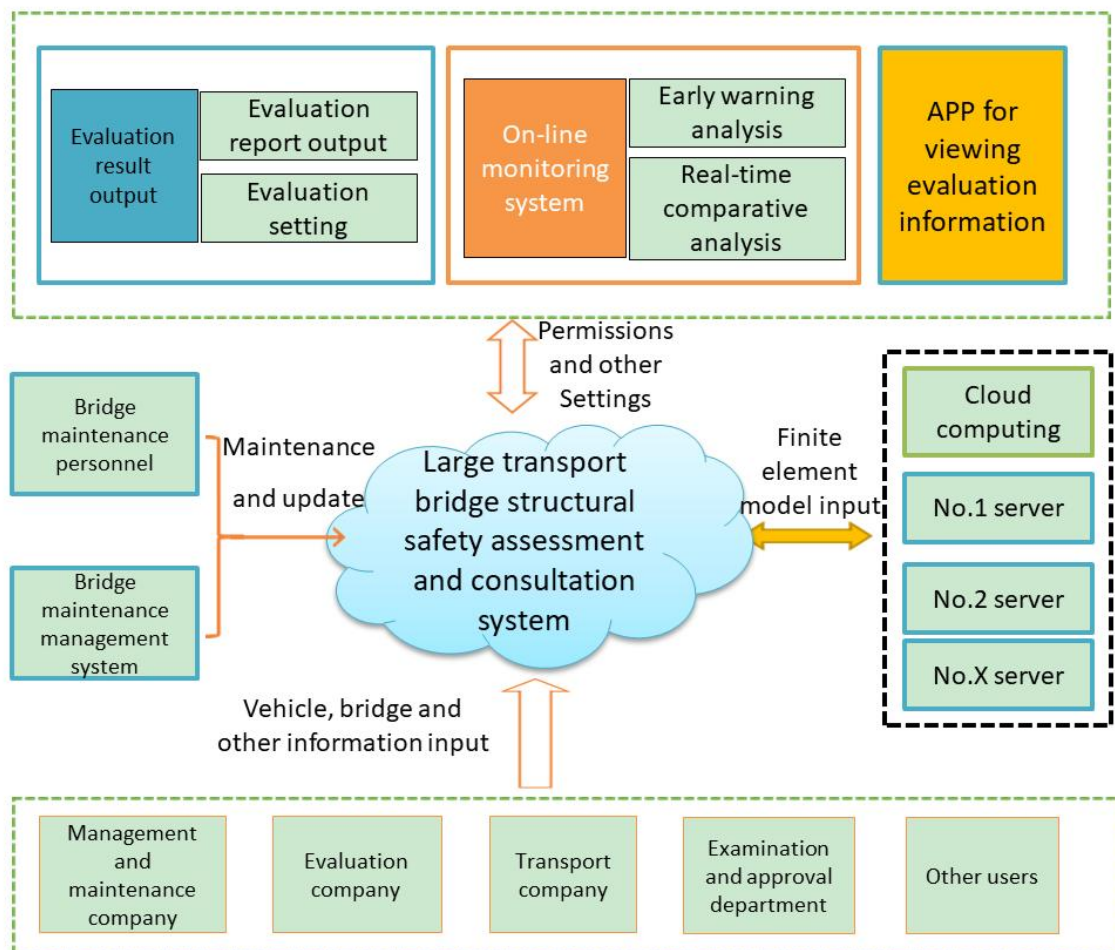 Evaluation
result
output
Evaluation
report output
Evaluation
setting
On-line
monitoring
system
Early warning
analysis
Real-time
comparative
analysis
APP for
viewing
evaluation
information
Permissions
and other
Settings
Bridge
maintenance
personnel
Maintenance
and update
Bridge
maintenance
management
system
Large transport
bridge structural
safety assessment
and consultation
system
Finite
element
model input
Cloud
computing
No.1 server
No.2 server
No.X server
Vehicle, bridge and
other information input
Management
and
maintenance
company
Evaluation
company
Transport
company
Examination
and approval
department
Other users